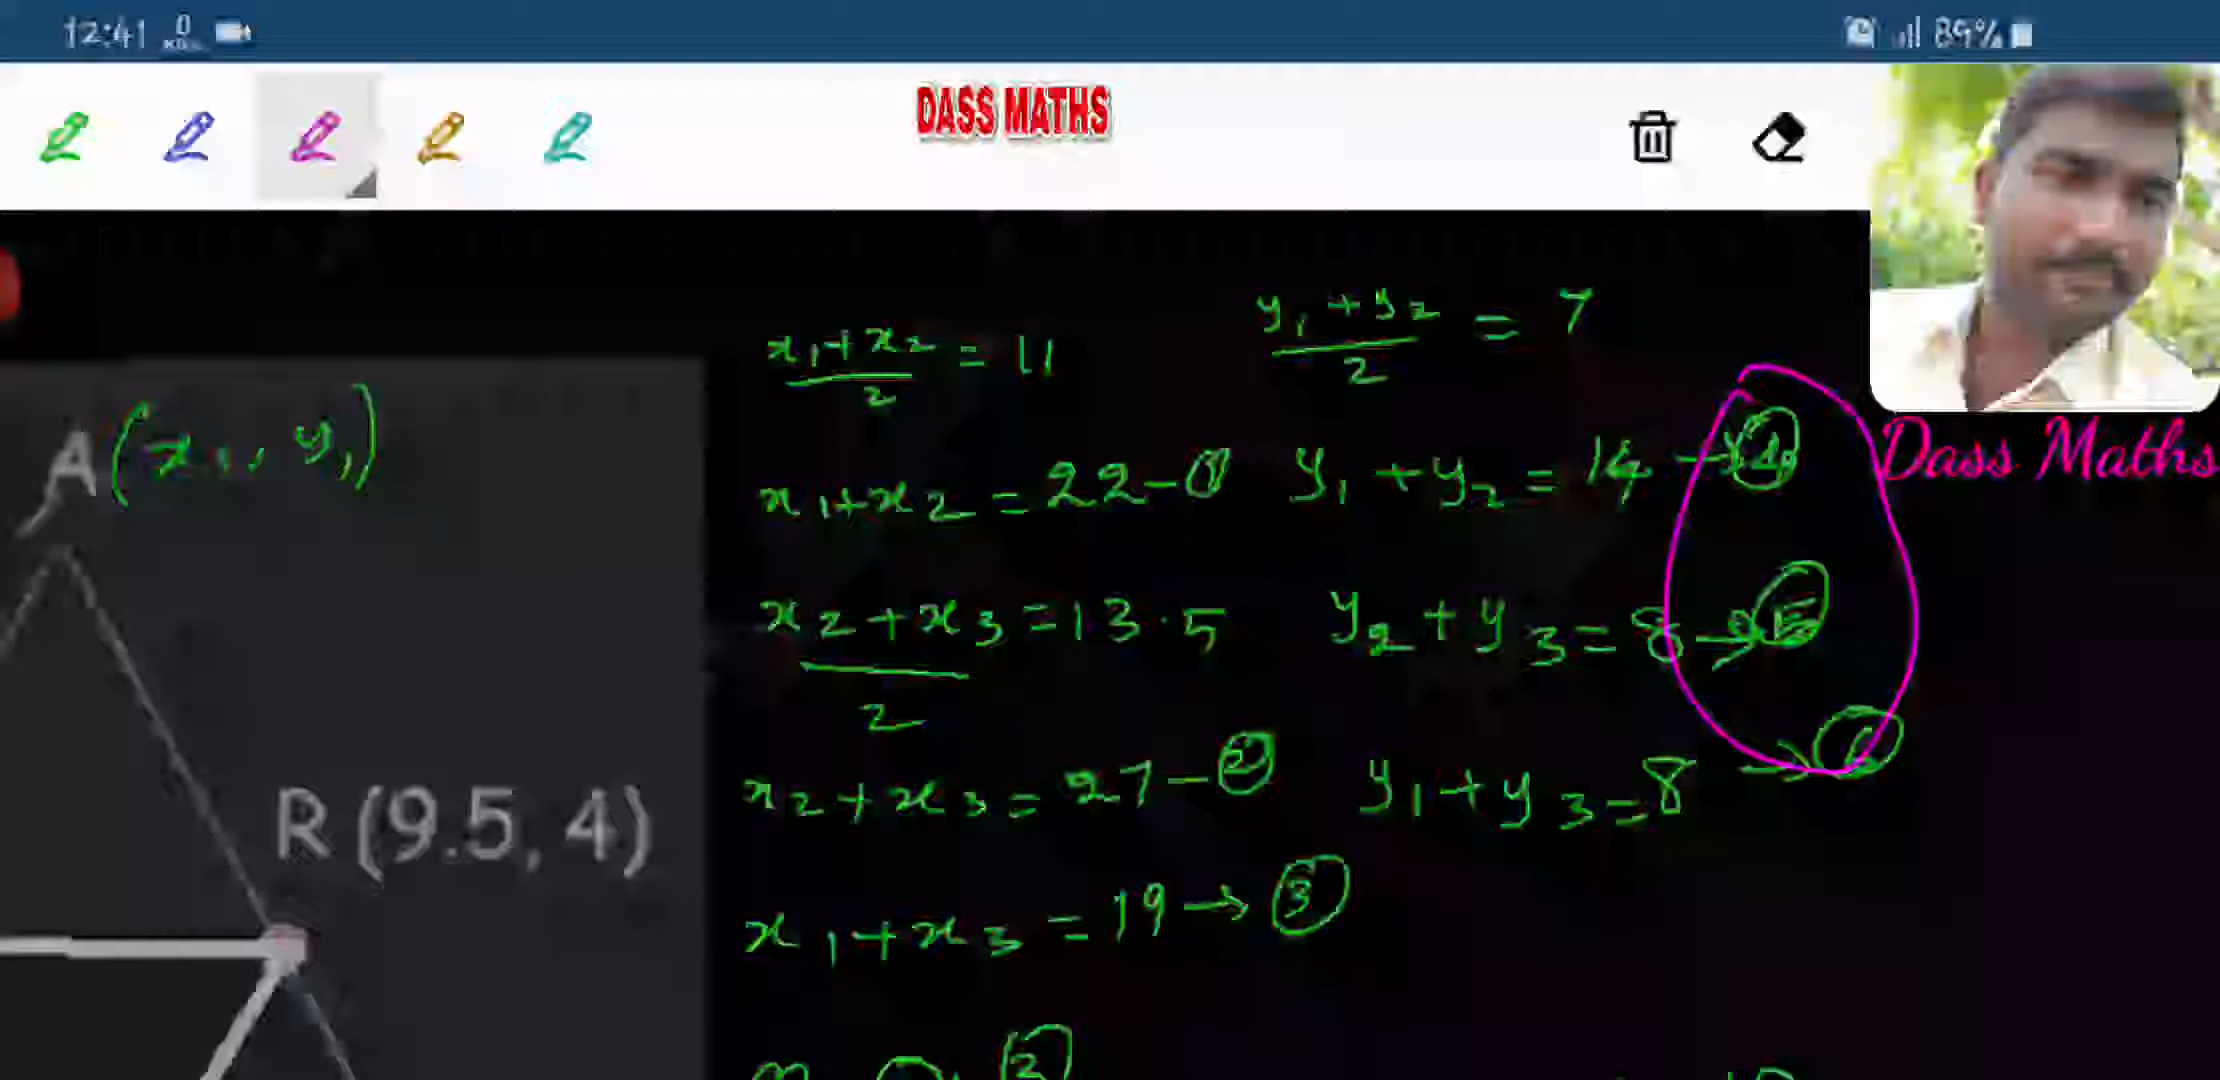 12:41 0 89%
DASS MATHS
Dass Maths
A (x₁, y₁)
R (9.5, 4)
(x₁+x₂)/2 = 11
x₁+x₂ = 22 - ①
(x₂+x₃)/2 = 13.5
x₂+x₃ = 27 - ②
x₁+x₃ = 19 → ③
(y₁+y₂)/2 = 7
y₁+y₂ = 14 → ④
y₂+y₃ = 8 → ⑤
y₁+y₃ = 8 → ⑥